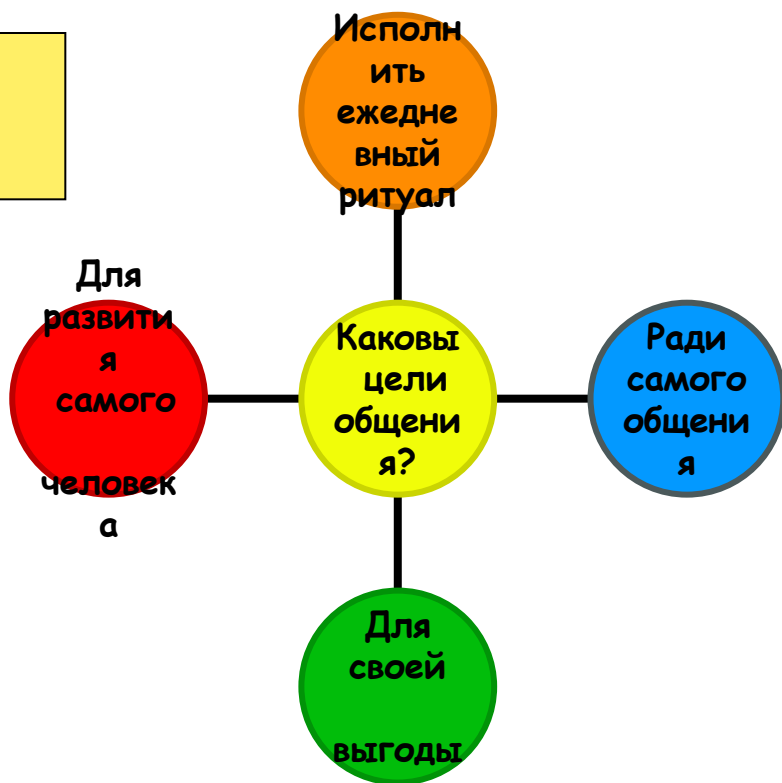 Исполн
ить
ежедне
вный
ритуал
Для
развити
я
самого
человек
а
Каковы
цели
общени
я?
Ради
самого
общени
я
Для
своей
выгоды